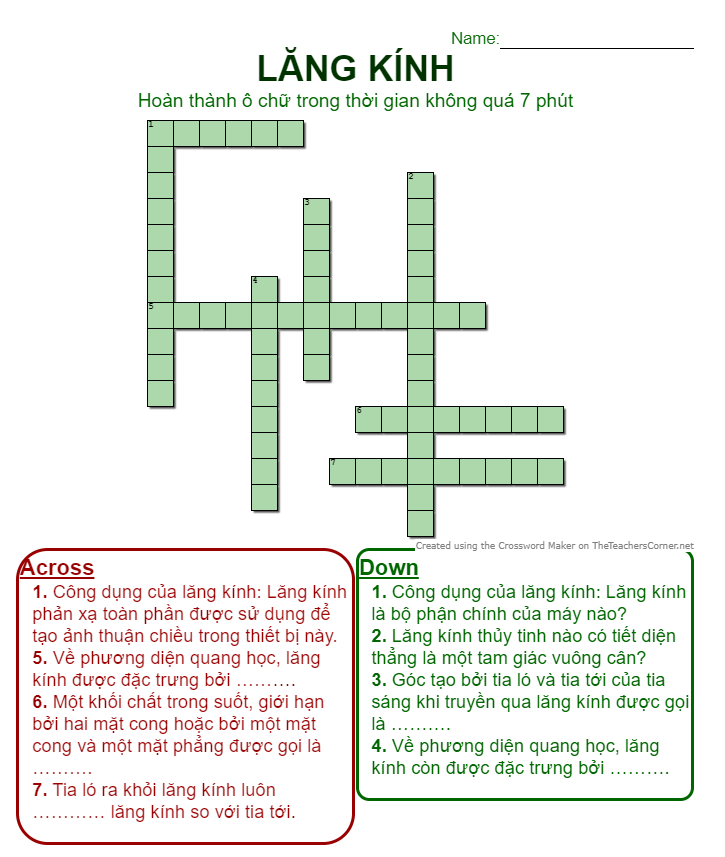 Name:
LĂNG KÍNH
Hoàn thành ô chữ trong thời gian không quá 7 phút
1
2
3
4
5
6
7
Created using the Crossword Maker on TheTeachersCorner.net
Across
1. Công dụng của lăng kính: Lăng kính
phản xạ toàn phần được sử dụng để
tạo ảnh thuận chiều trong thiết bị này.
5. Về phương diện quang học, lăng
kính được đặc trưng bởi ……….
6. Một khối chất trong suốt, giới hạn
bởi hai mặt cong hoặc bởi một mặt
cong và một mặt phẳng được gọi là
……….
7. Tia ló ra khỏi lăng kính luôn
………… lăng kính so với tia tới.
Down
1. Công dụng của lăng kính: Lăng kính
là bộ phận chính của máy nào?
2. Lăng kính thủy tinh nào có tiết diện
thẳng là một tam giác vuông cân?
3. Góc tạo bởi tia ló và tia tới của tia
sáng khi truyền qua lăng kính được gọi
là ……….
4. Về phương diện quang học, lăng
kính còn được đặc trưng bởi ……….